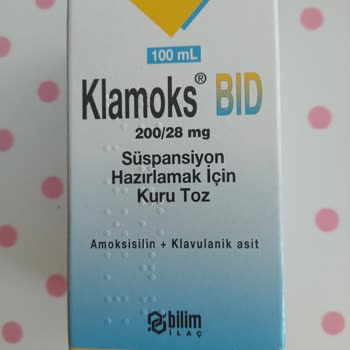 100 mL
Klamoks® BID
200/28 mg
Süspansiyon
Hazırlamak İçin
Kuru Toz
Amoksisilin + Klavulanik asit
bilim
İLAÇ